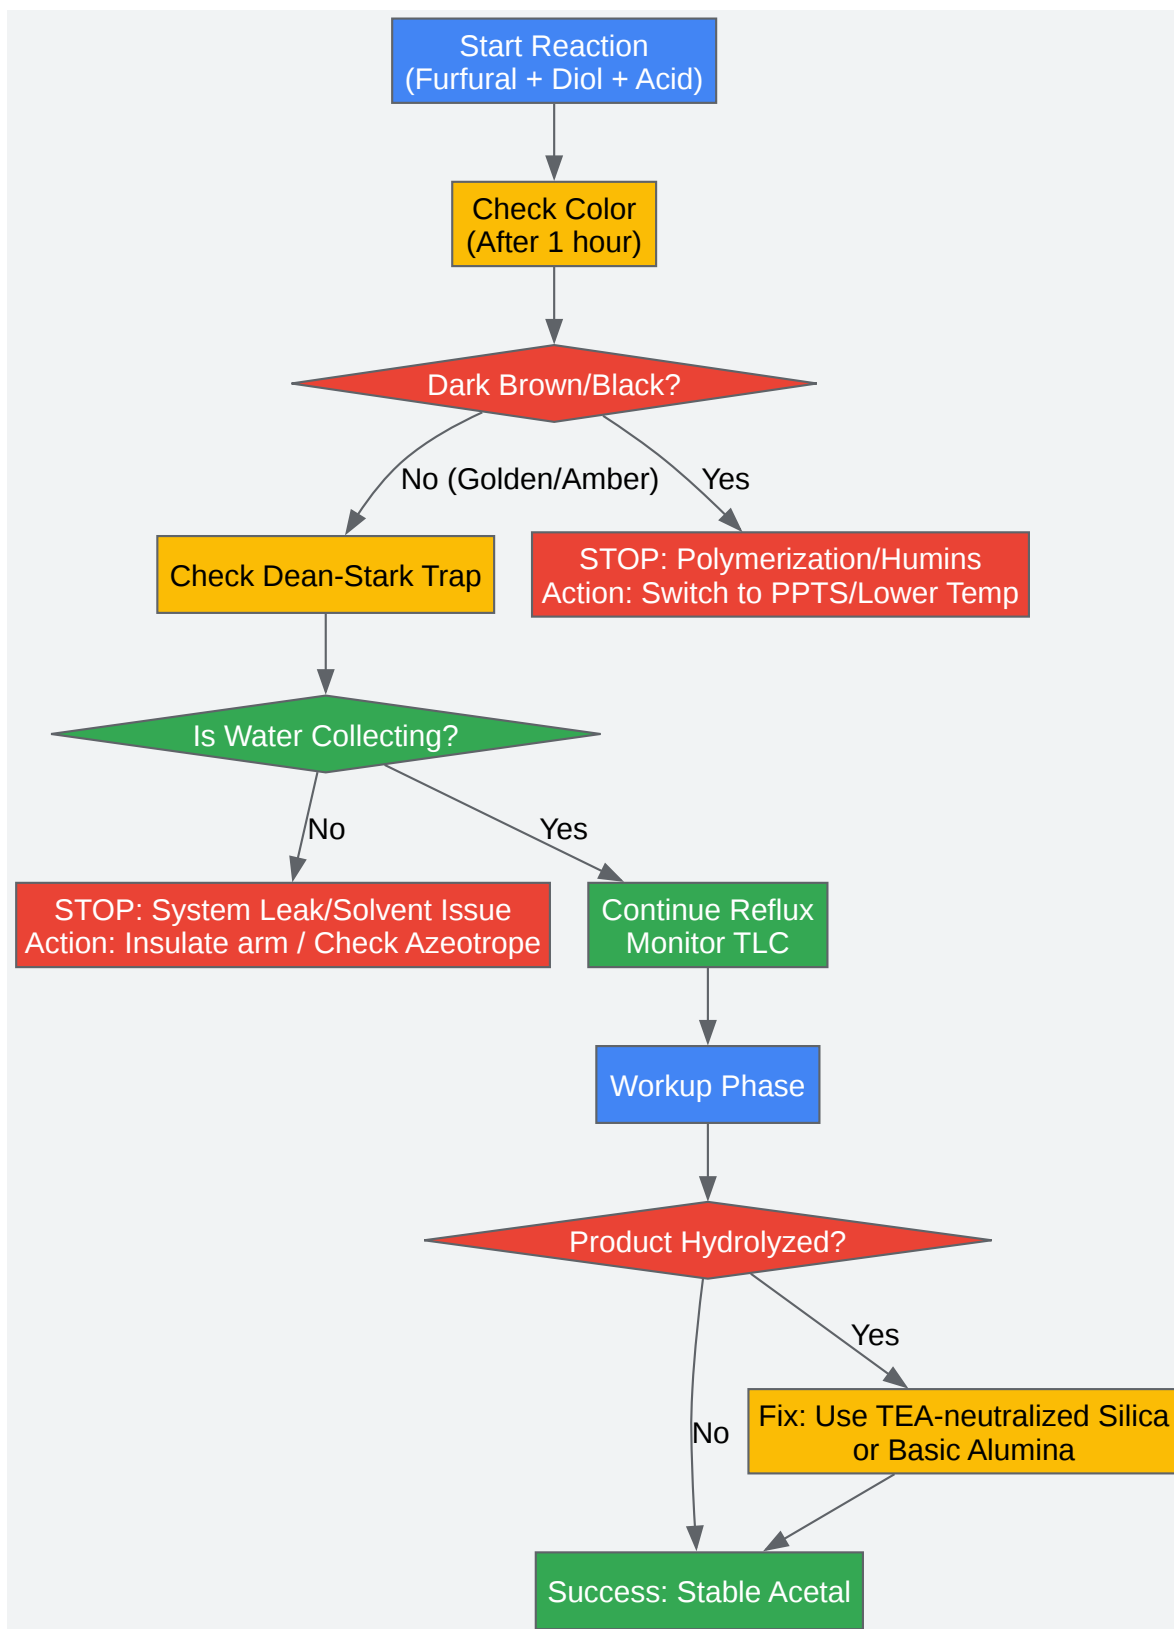 Start Reaction
(Furfural + Diol + Acid)
Check Color
(After 1 hour)
Dark Brown/Black?
No (Golden/Amber)
Yes
Check Dean-Stark Trap
STOP: Polymerization/Humins
Action: Switch to PPTS/Lower Temp
Is Water Collecting?
No
Yes
STOP: System Leak/Solvent Issue
Action: Insulate arm / Check Azeotrope
Continue Reflux
Monitor TLC
Workup Phase
Product Hydrolyzed?
Yes
Fix: Use TEA-neutralized Silica
or Basic Alumina
No
Success: Stable Acetal